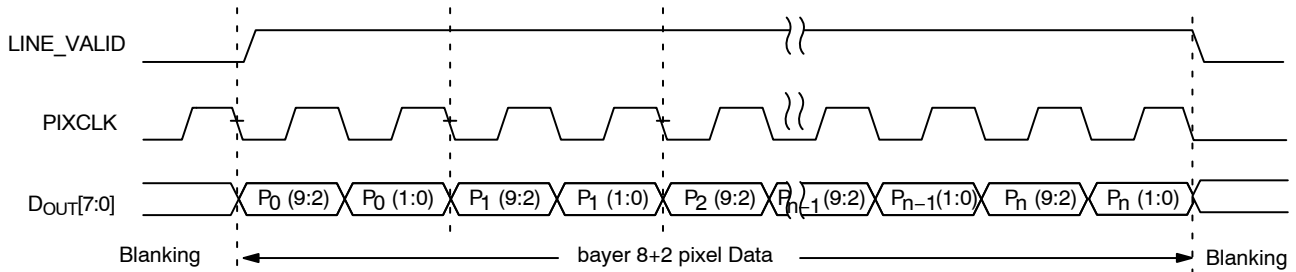 LINE_VALID
PIXCLK
DOUT[7:0] P0 (9:2) P0 (1:0) P1 (9:2) P1 (1:0) P2 (9:2) Pn−1 (9:2) Pn−1(1:0) Pn (9:2) Pn (1:0)
Blanking bayer 8+2 pixel Data Blanking